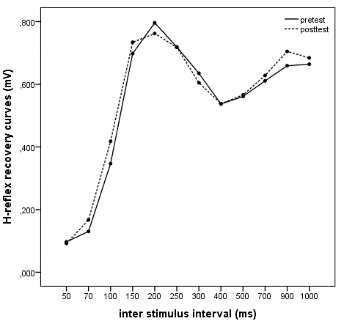 ,800
pretest
posttest
,600
,400
,200
,000
H-reflex recovery curves (mV)
50 70 100 150 200 250 300 400 500 700 900 1000
inter stimulus interval (ms)